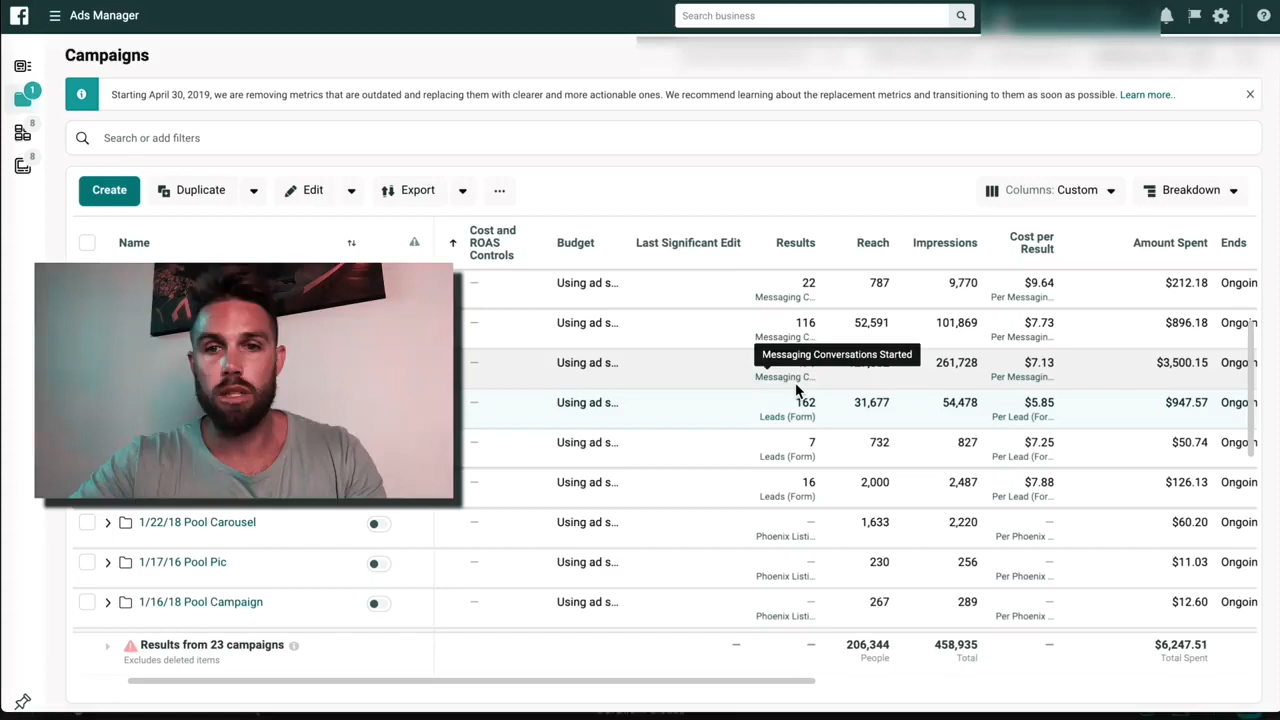 Ads Manager
Search business
Campaigns
1
Starting April 30, 2019, we are removing metrics that are outdated and replacing them with clearer and more actionable ones. We recommend learning about the replacement metrics and transitioning to them as soon as possible. Learn more..
8
Search or add filters
8
Create Duplicate Edit Export ... Columns: Custom Breakdown
Name Cost and ROAS Controls Budget Last Significant Edit Results Reach Impressions Cost per Result Amount Spent Ends
— Using ad s... 22 787 9,770 $9.64 $212.18 Ongoin
Messaging C... Per Messagin...
— Using ad s... 116 52,591 101,869 $7.73 $896.18 Ongoin
Messaging C... Per Messagin...
Messaging Conversations Started
— Using ad s... 261,728 $7.13 $3,500.15 Ongoin
Messaging C... Per Messagin...
— Using ad s... 162 31,677 54,478 $5.85 $947.57 Ongoin
Leads (Form) Per Lead (For...
— Using ad s... 7 732 827 $7.25 $50.74 Ongoin
Leads (Form) Per Lead (For...
— Using ad s... 16 2,000 2,487 $7.88 $126.13 Ongoin
Leads (Form) Per Lead (For...
1/22/18 Pool Carousel — Using ad s... — 1,633 2,220 — $60.20 Ongoin
Phoenix Listi... Per Phoenix ...
1/17/16 Pool Pic — Using ad s... — 230 256 — $11.03 Ongoin
Phoenix Listi... Per Phoenix ...
1/16/18 Pool Campaign — Using ad s... — 267 289 — $12.60 Ongoin
Phoenix Listi... Per Phoenix ...
Results from 23 campaigns — — 206,344 458,935 — $6,247.51
Excludes deleted items People Total Total Spent